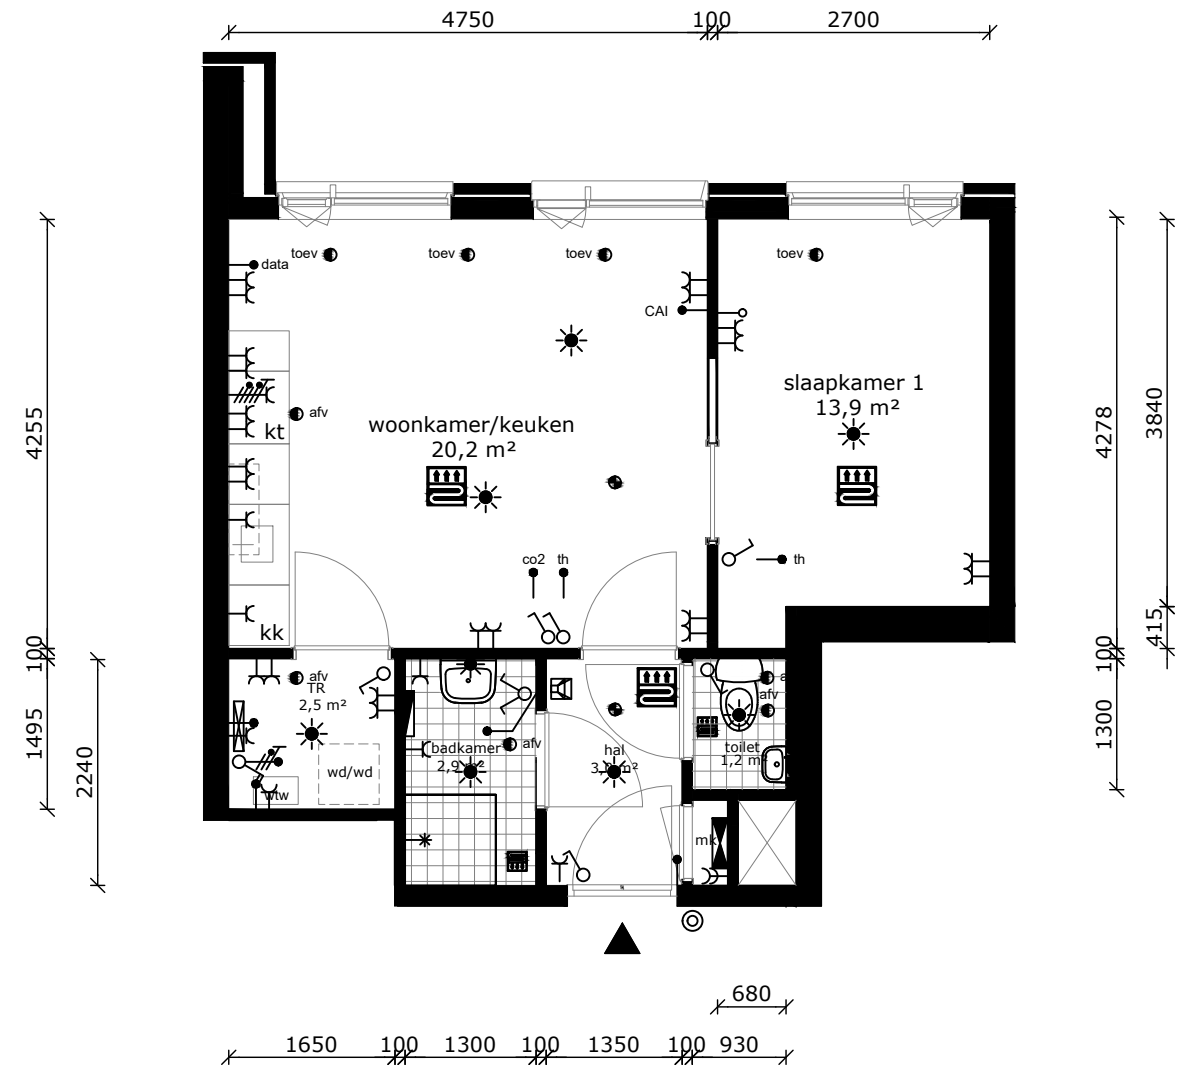 4750
100
2700
toev
toev
toev
toev
data
CAI
slaapkamer 1
13,9 m²
afv
kt
woonkamer/keuken
20,2 m²
4255
4278
3840
co2
th
th
kk
100
100
415
afv
TR
2,5 m²
afv
1495
1300
2240
badkamer
2,9 m²
afv
hal
toilet
1,2 m²
wd/wd
wtw
mk
680
1650
100
1300
100
1350
100
930